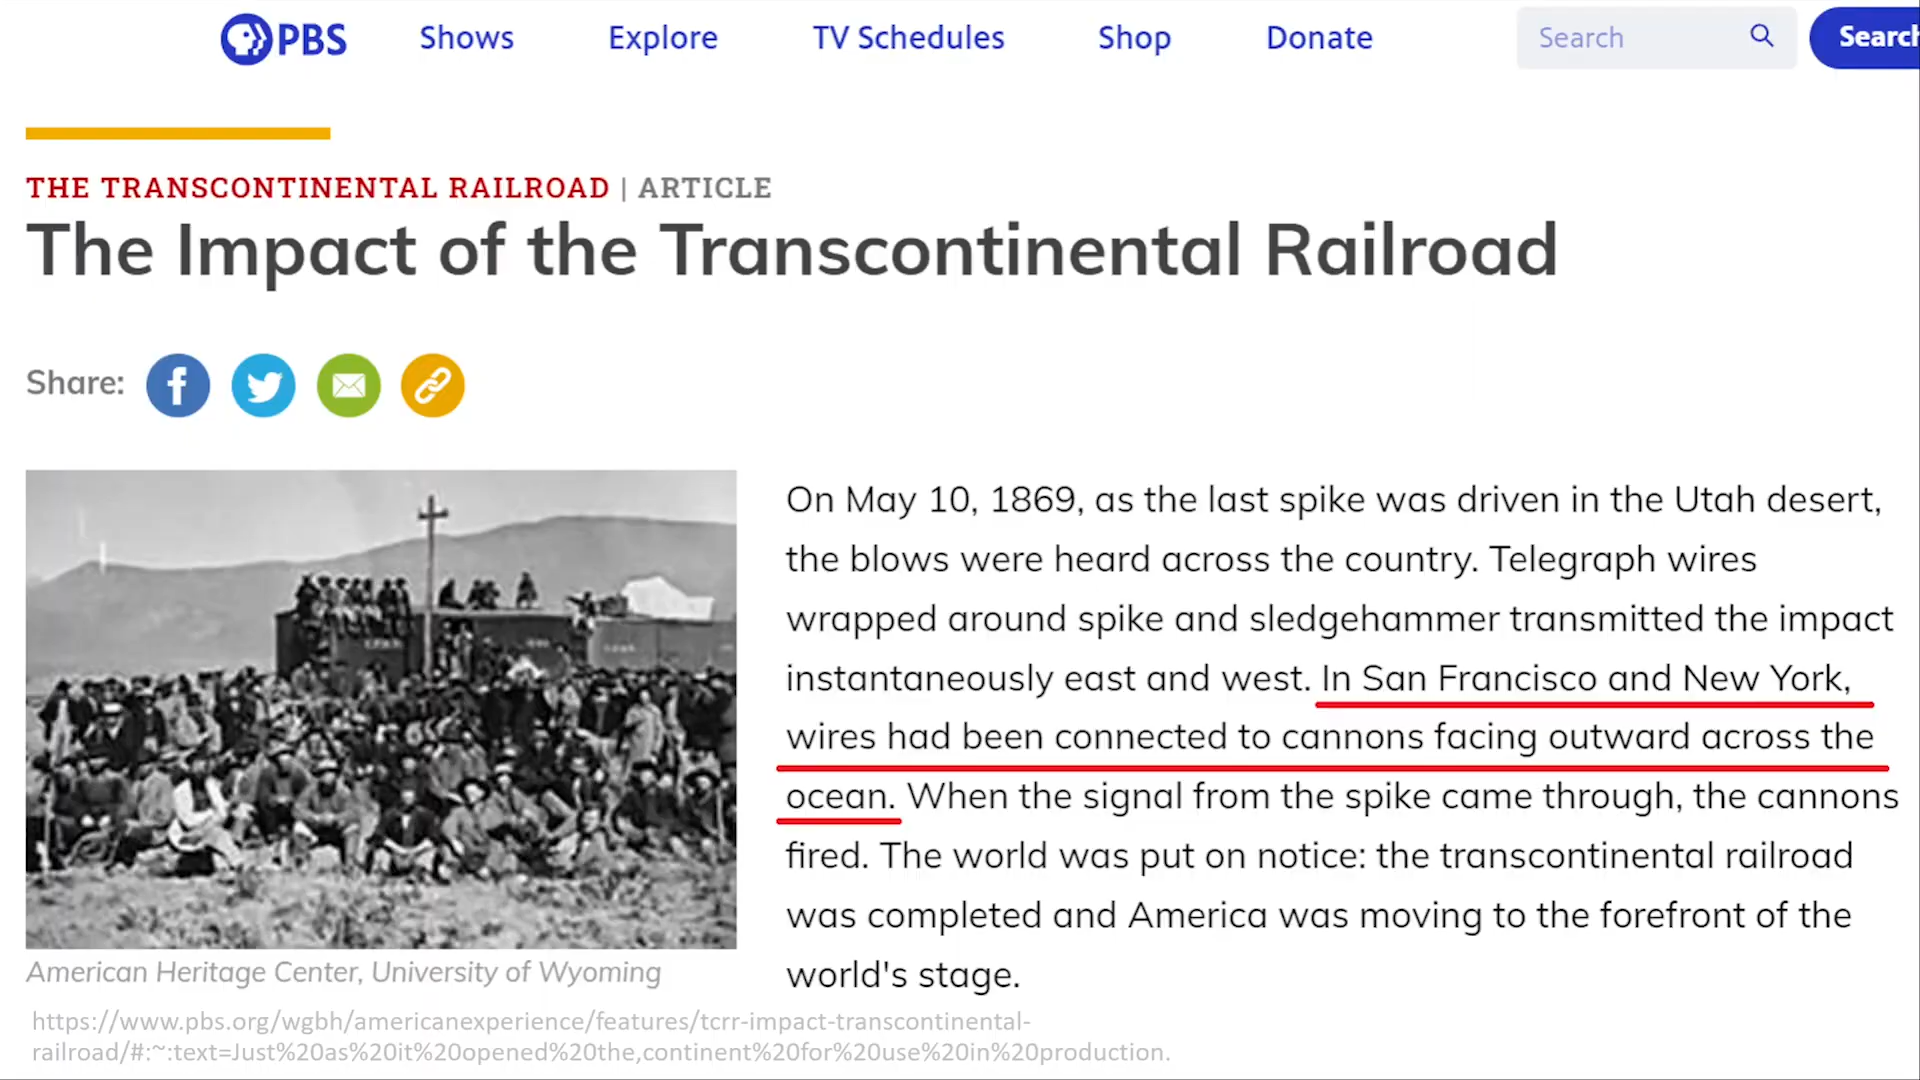 PBS Shows Explore TV Schedules Shop Donate Search Search
THE TRANSCONTINENTAL RAILROAD | ARTICLE
The Impact of the Transcontinental Railroad
Share:
On May 10, 1869, as the last spike was driven in the Utah desert,
the blows were heard across the country. Telegraph wires
wrapped around spike and sledgehammer transmitted the impact
instantaneously east and west. In San Francisco and New York,
wires had been connected to cannons facing outward across the
ocean. When the signal from the spike came through, the cannons
fired. The world was put on notice: the transcontinental railroad
was completed and America was moving to the forefront of the
world's stage.
American Heritage Center, University of Wyoming
https://www.pbs.org/wgbh/americanexperience/features/tcrr-impact-transcontinental-
railroad/#:~:text=Just%20as%20it%20opened%20the,continent%20for%20use%20in%20production.